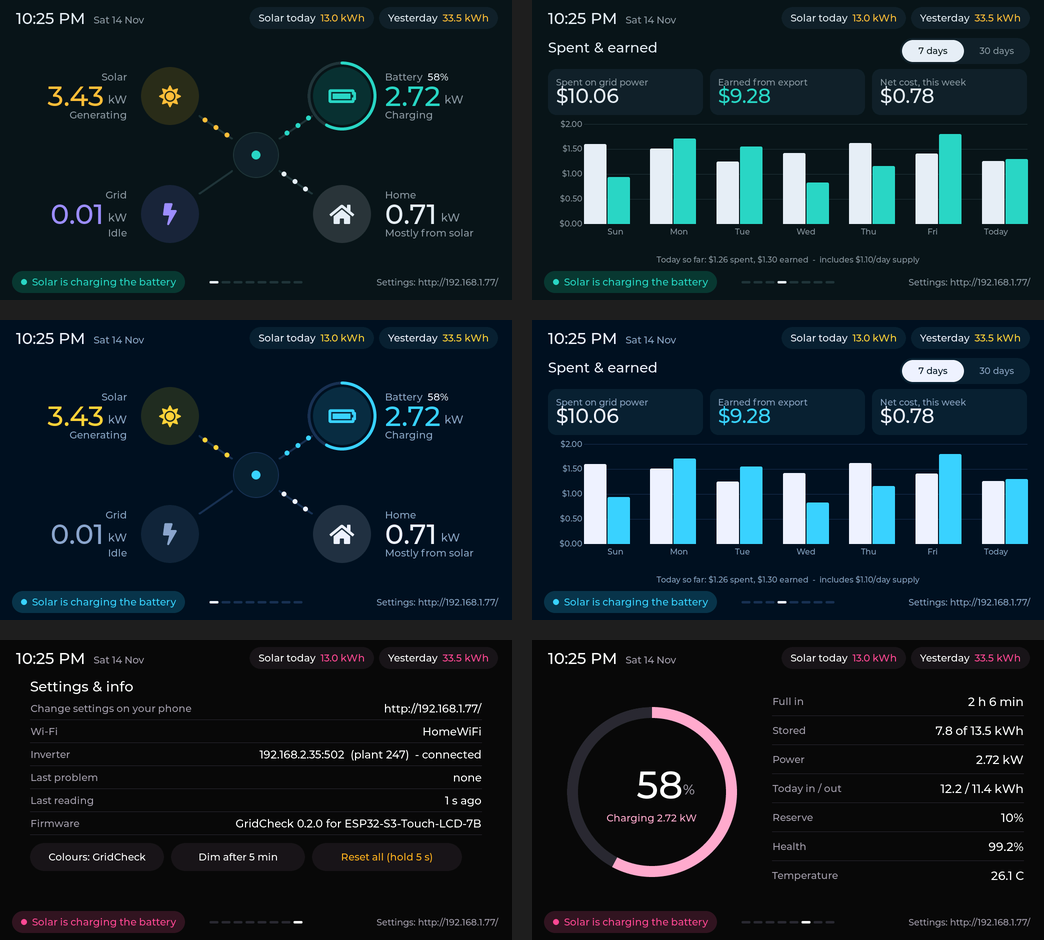 10:25 PM Sat 14 Nov Solar today 13.0 kWh Yesterday 33.5 kWh
Solar
3.43 kW
Generating
Battery 58%
2.72 kW
Charging
Grid
0.01 kW
Idle
Home
0.71 kW
Mostly from solar
Solar is charging the battery Settings: http://192.168.1.77/
10:25 PM Sat 14 Nov Solar today 13.0 kWh Yesterday 33.5 kWh
Spent & earned 7 days 30 days
Spent on grid power Earned from export Net cost, this week
$10.06 $9.28 $0.78
$2.00
$1.50
$1.00
$0.50
$0.00
Sun Mon Tue Wed Thu Fri Today
Today so far: $1.26 spent, $1.30 earned - includes $1.10/day supply
Solar is charging the battery Settings: http://192.168.1.77/
10:25 PM Sat 14 Nov Solar today 13.0 kWh Yesterday 33.5 kWh
Solar
3.43 kW
Generating
Battery 58%
2.72 kW
Charging
Grid
0.01 kW
Idle
Home
0.71 kW
Mostly from solar
Solar is charging the battery Settings: http://192.168.1.77/
10:25 PM Sat 14 Nov Solar today 13.0 kWh Yesterday 33.5 kWh
Spent & earned 7 days 30 days
Spent on grid power Earned from export Net cost, this week
$10.06 $9.28 $0.78
$2.00
$1.50
$1.00
$0.50
$0.00
Sun Mon Tue Wed Thu Fri Today
Today so far: $1.26 spent, $1.30 earned - includes $1.10/day supply
Solar is charging the battery Settings: http://192.168.1.77/
10:25 PM Sat 14 Nov Solar today 13.0 kWh Yesterday 33.5 kWh
Settings & info
Change settings on your phone http://192.168.1.77/
Wi-Fi HomeWiFi
Inverter 192.168.2.35:502 (plant 247) - connected
Last problem none
Last reading 1 s ago
Firmware GridCheck 0.2.0 for ESP32-S3-Touch-LCD-7B
Colours: GridCheck Dim after 5 min Reset all (hold 5 s)
Solar is charging the battery Settings: http://192.168.1.77/
10:25 PM Sat 14 Nov Solar today 13.0 kWh Yesterday 33.5 kWh
58%
Charging 2.72 kW
Full in 2 h 6 min
Stored 7.8 of 13.5 kWh
Power 2.72 kW
Today in / out 12.2 / 11.4 kWh
Reserve 10%
Health 99.2%
Temperature 26.1 C
Solar is charging the battery Settings: http://192.168.1.77/